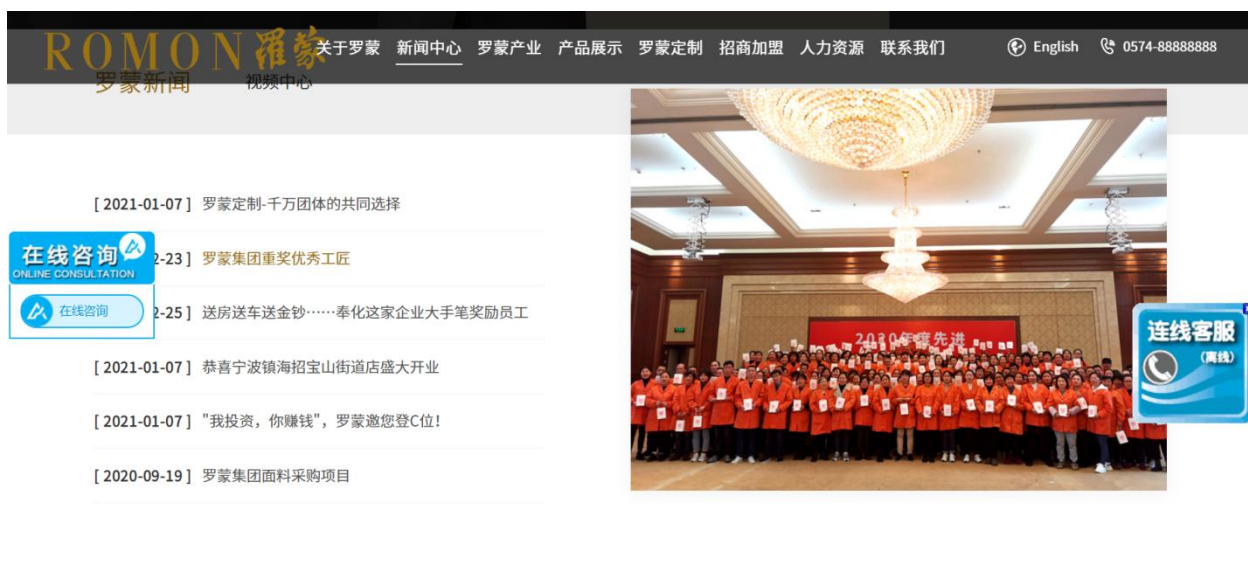 ROMON 羅蒙
关于罗蒙 新闻中心 罗蒙产业 产品展示 罗蒙定制 招商加盟 人力资源 联系我们 English 0574-88888888
罗蒙新闻 视频中心
[ 2021-01-07 ] 罗蒙定制-千万团体的共同选择
在线咨询
ONLINE CONSULTATION
2-23 ] 罗蒙集团重奖优秀工匠
在线咨询
2-25 ] 送房送车送金钞……奉化这家企业大手笔奖励员工
[ 2021-01-07 ] 恭喜宁波镇海招宝山街道店盛大开业
[ 2021-01-07 ] "我投资，你赚钱"，罗蒙邀您登C位！
[ 2020-09-19 ] 罗蒙集团面料采购项目
2020年度先进
连线客服
(离线)